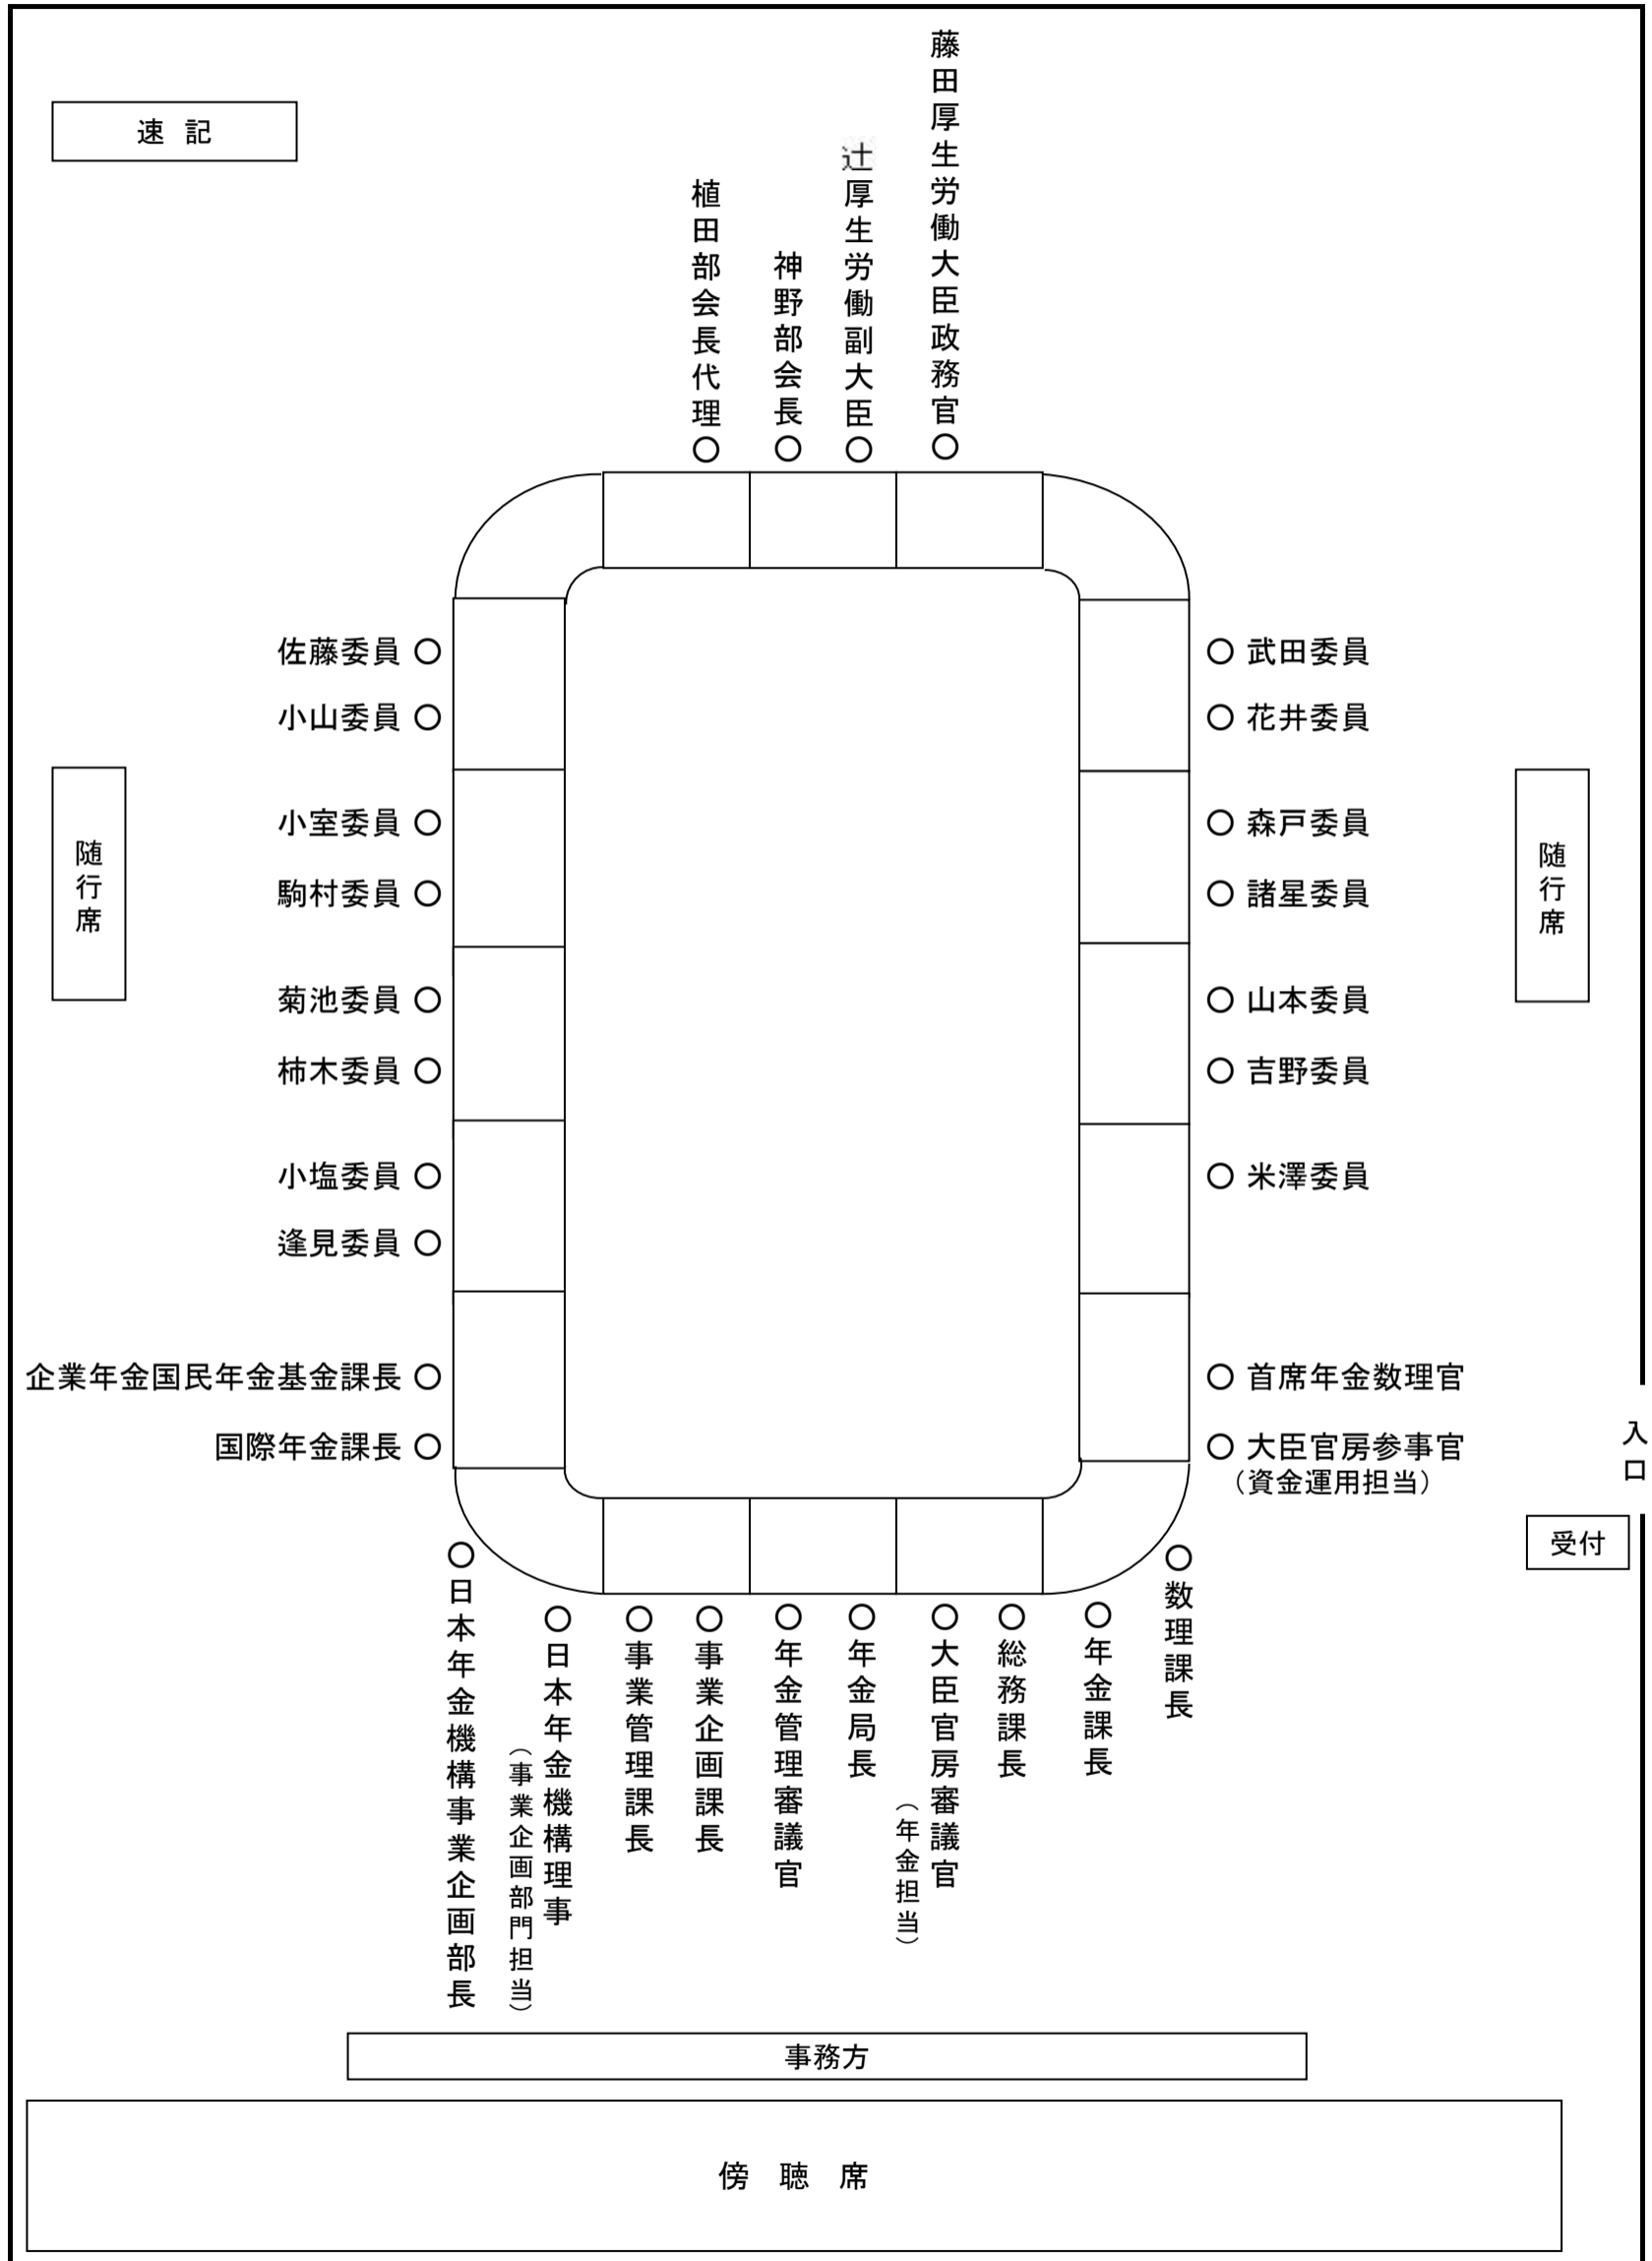 速 記
藤田厚生労働大臣政務官○
辻厚生労働副大臣○
神野部会長○
植田部会長代理○
佐藤委員 ○
小山委員 ○
小室委員 ○
駒村委員 ○
菊池委員 ○
柿木委員 ○
小塩委員 ○
逢見委員 ○
企業年金国民年金基金課長 ○
国際年金課長 ○
○ 武田委員
○ 花井委員
○ 森戸委員
○ 諸星委員
○ 山本委員
○ 吉野委員
○ 米澤委員
○ 首席年金数理官
○ 大臣官房参事官
（資金運用担当）
随行席
随行席
入口
受付
○数理課長
○年金課長
○総務課長
○大臣官房審議官
（年金担当）
○年金局長
○年金管理審議官
○事業企画課長
○事業管理課長
○日本年金機構理事
（事業企画部門担当）
○日本年金機構事業企画部長
事務方
傍 聴 席